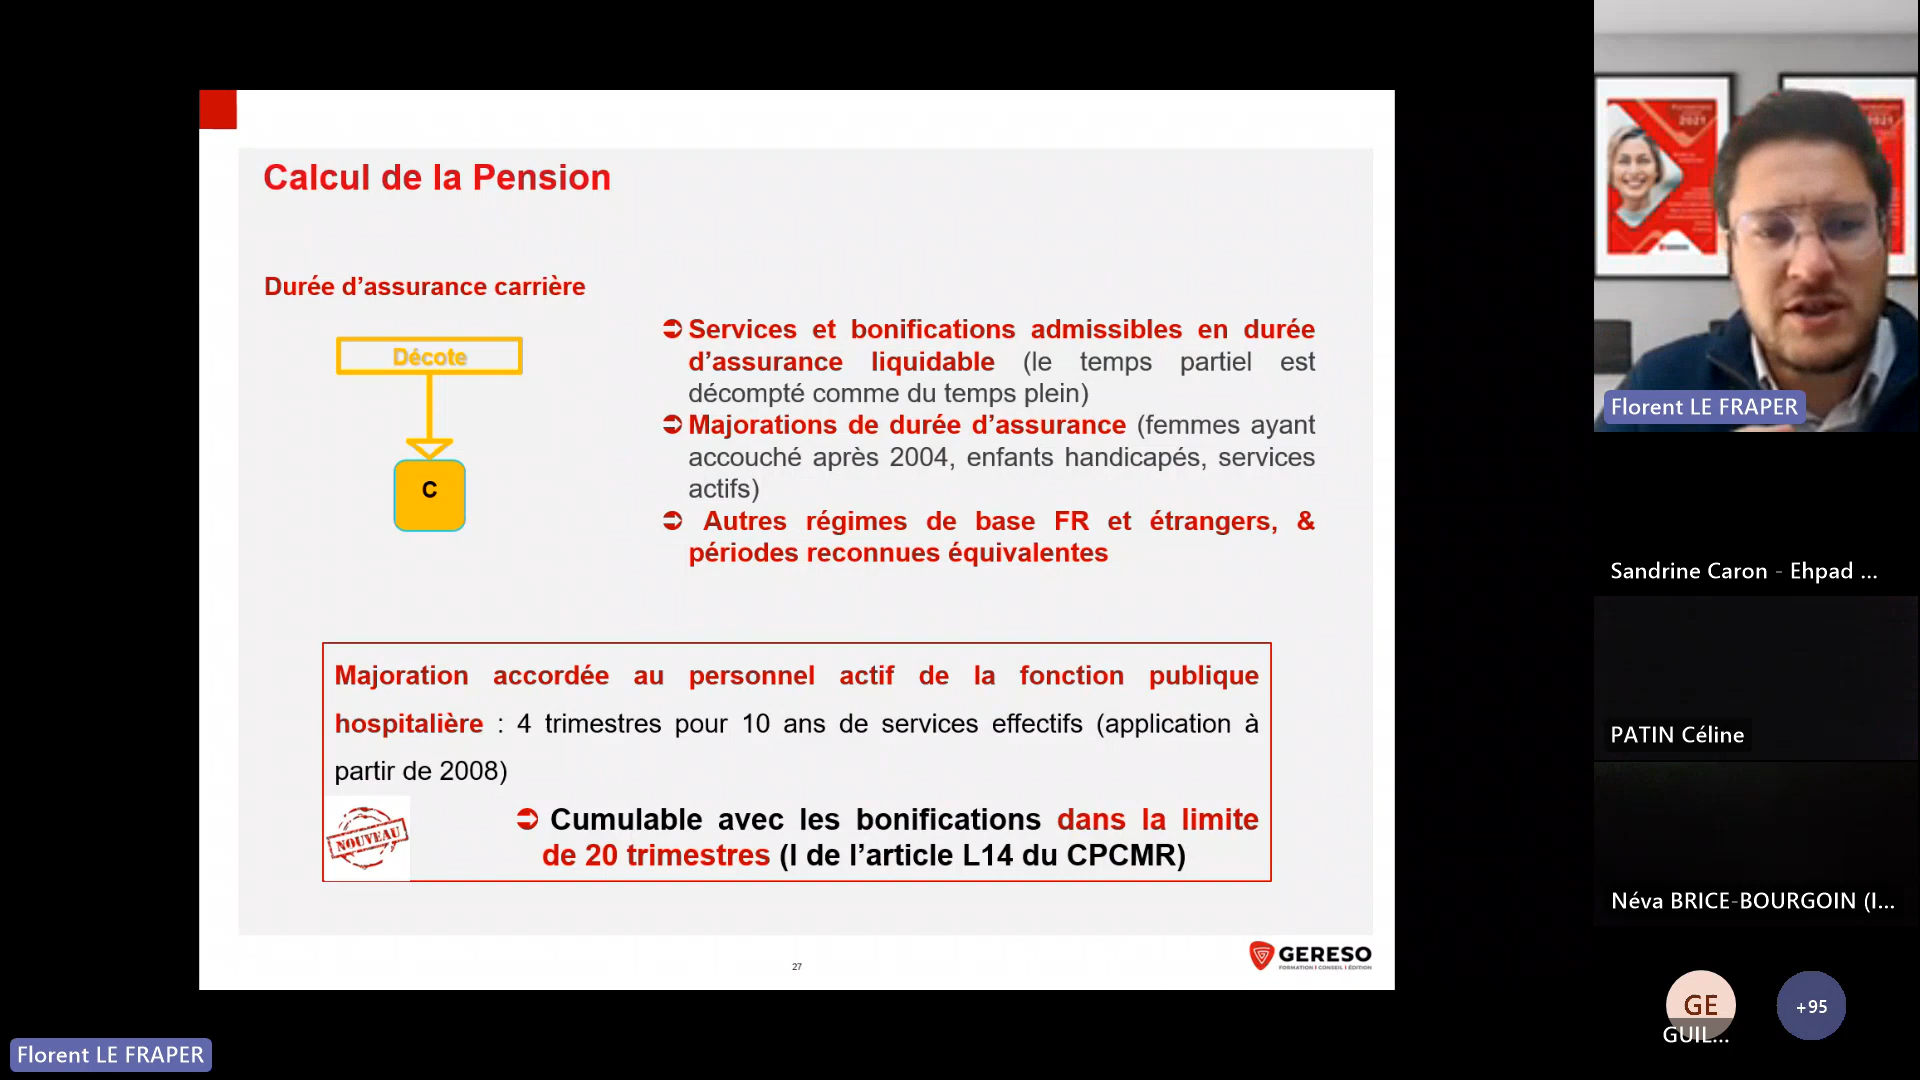 Calcul de la Pension
Durée d’assurance carrière
Décote
C
Services et bonifications admissibles en durée
d’assurance liquidable (le temps partiel est
décompté comme du temps plein)
Majorations de durée d’assurance (femmes ayant
accouché après 2004, enfants handicapés, services
actifs)
Autres régimes de base FR et étrangers, &
périodes reconnues équivalentes
Majoration accordée au personnel actif de la fonction publique
hospitalière : 4 trimestres pour 10 ans de services effectifs (application à
partir de 2008)
NOUVEAU
Cumulable avec les bonifications dans la limite
de 20 trimestres (I de l’article L14 du CPCMR)
27
GERESO
FORMATION I CONSEIL I ÉDITION
2021
2021
Florent LE FRAPER
Sandrine Caron - Ehpad ...
PATIN Céline
Néva BRICE-BOURGOIN (I...
GE
GUIL...
+95
Florent LE FRAPER